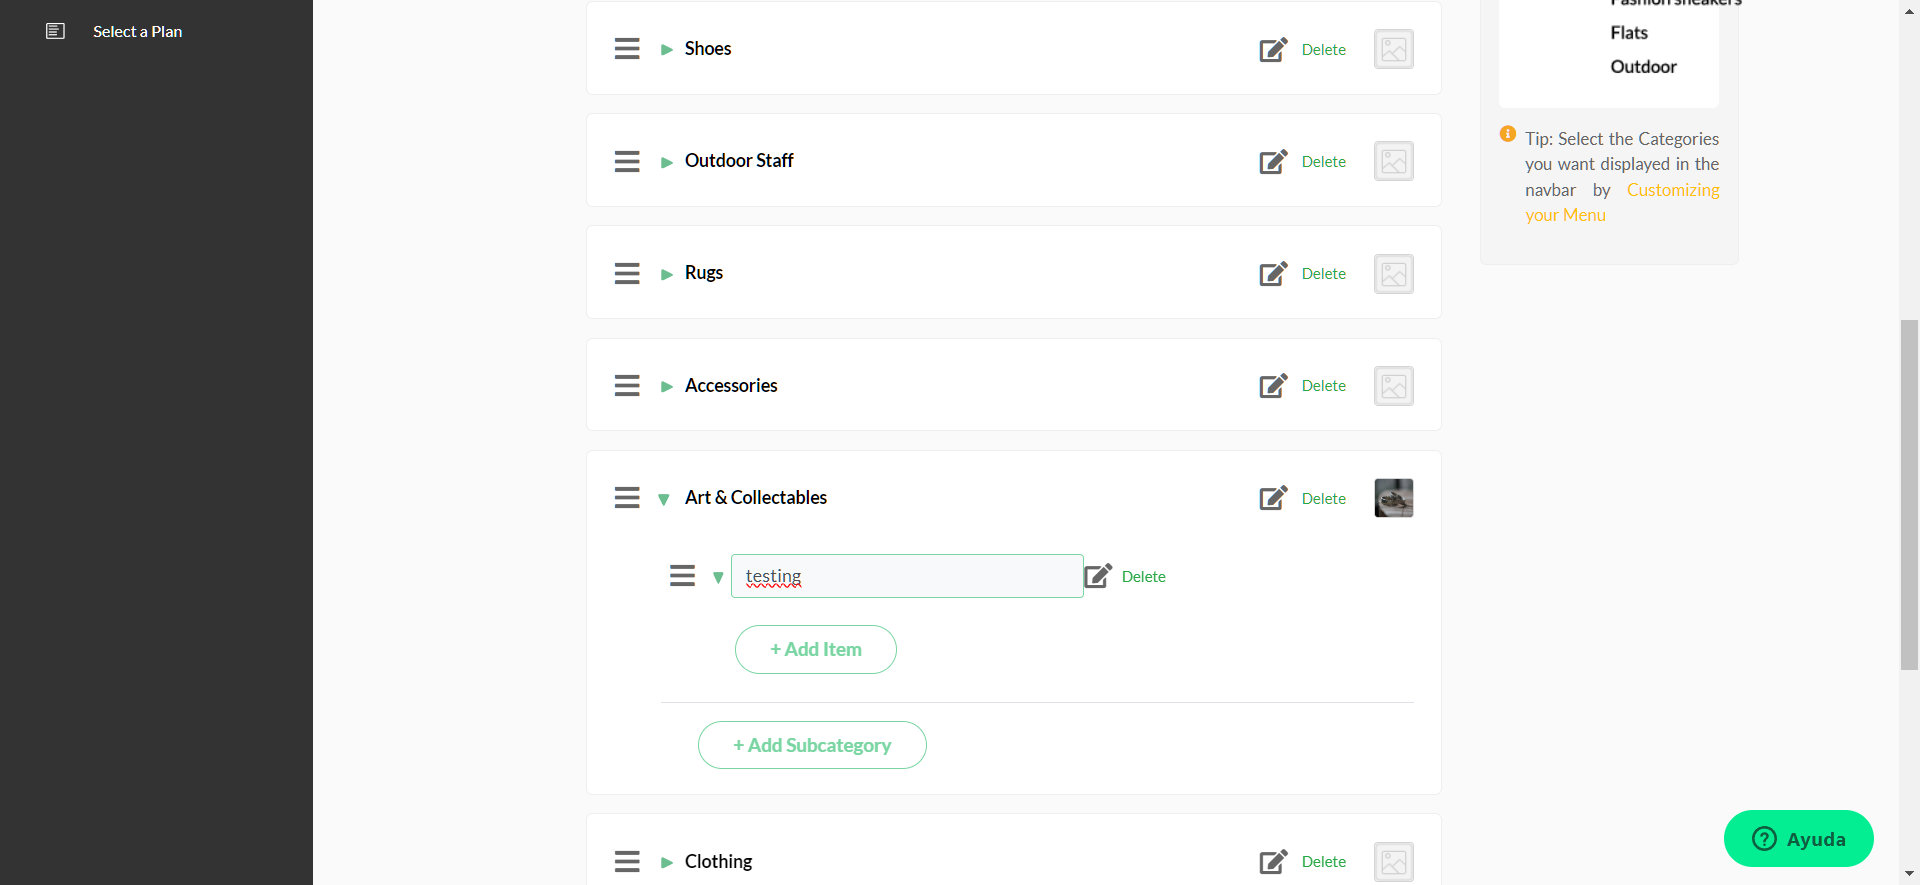 Select a Plan
Shoes
Delete
Fashion sneakers
Flats
Outdoor
Tip: Select the Categories
you want displayed in the
navbar by Customizing
your Menu
Outdoor Staff
Delete
Rugs
Delete
Accessories
Delete
Art & Collectables
Delete
testing
Delete
+ Add Item
+ Add Subcategory
Clothing
Delete
Ayuda